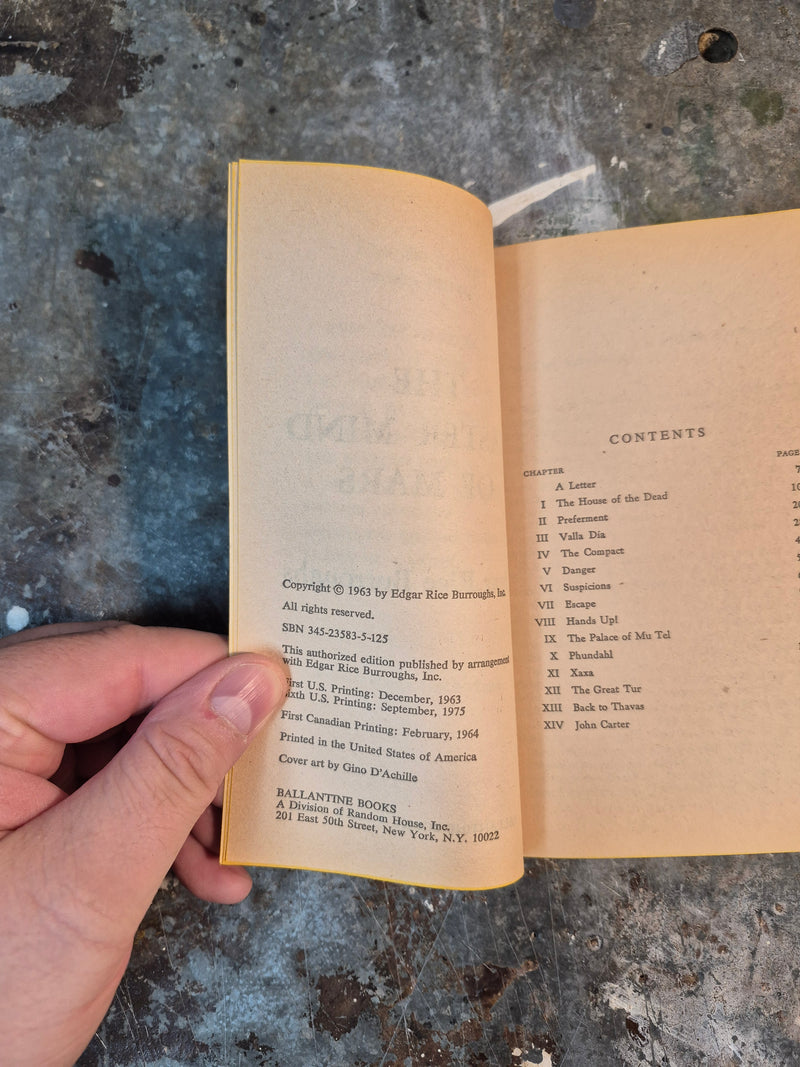 Copyright © 1963 by Edgar Rice Burroughs, Inc.
All rights reserved.
SBN 345-23583-5-125
This authorized edition published by arrangement
with Edgar Rice Burroughs, Inc.
First U.S. Printing: December, 1963
Sixth U.S. Printing: September, 1975
First Canadian Printing: February, 1964
Printed in the United States of America
Cover art by Gino D'Achille
BALLANTINE BOOKS
A Division of Random House, Inc.
201 East 50th Street, New York, N.Y. 10022
CONTENTS
CHAPTER PAGE
A Letter 7
I The House of the Dead 10
II Preferment 20
III Valla Dia
IV The Compact
V Danger
VI Suspicions
VII Escape
VIII Hands Up!
IX The Palace of Mu Tel
X Phundahl
XI Xaxa
XII The Great Tur
XIII Back to Thavas
XIV John Carter